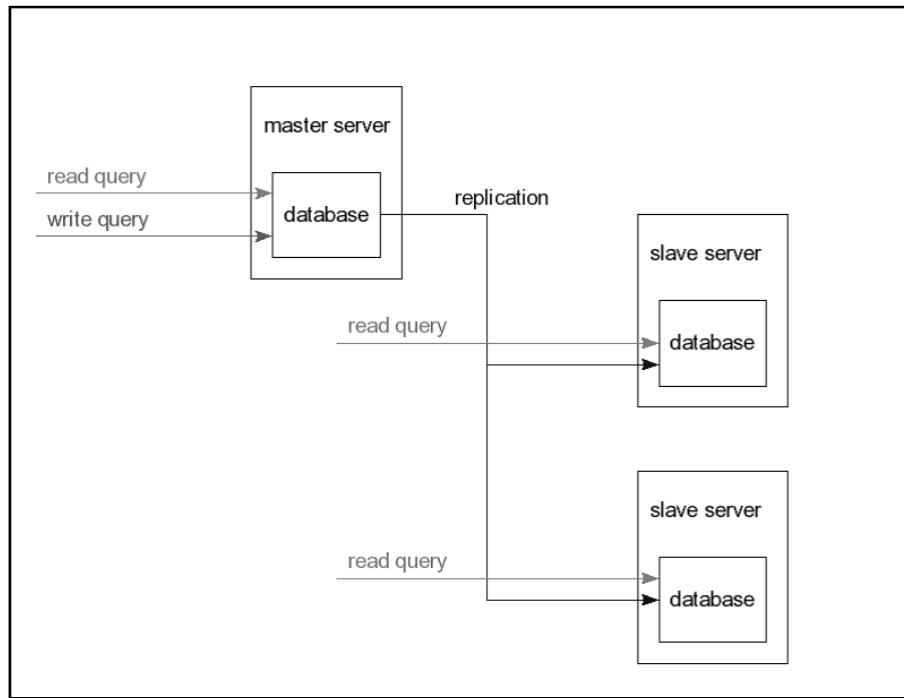 master server
read query
write query
database
replication
slave server
read query
database
slave server
read query
database